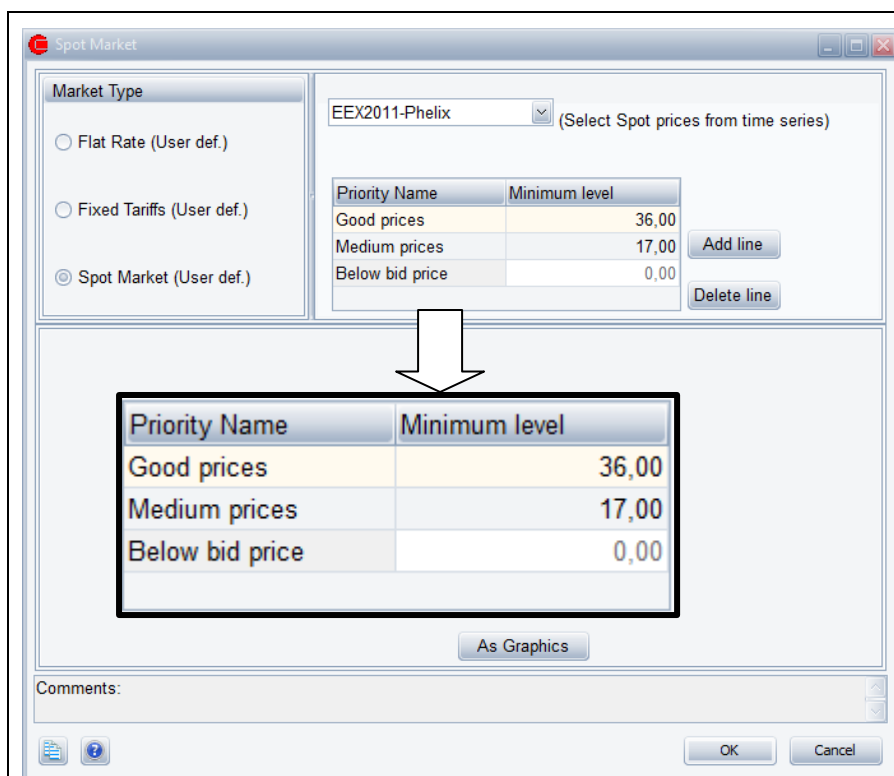 Spot Market
Market Type
Flat Rate (User def.)
Fixed Tariffs (User def.)
Spot Market (User def.)
EEX2011-Phelix
(Select Spot prices from time series)
Priority Name Minimum level
Good prices 36,00
Medium prices 17,00
Below bid price 0,00
Add line
Delete line
Priority Name Minimum level
Good prices 36,00
Medium prices 17,00
Below bid price 0,00
As Graphics
Comments:
OK Cancel